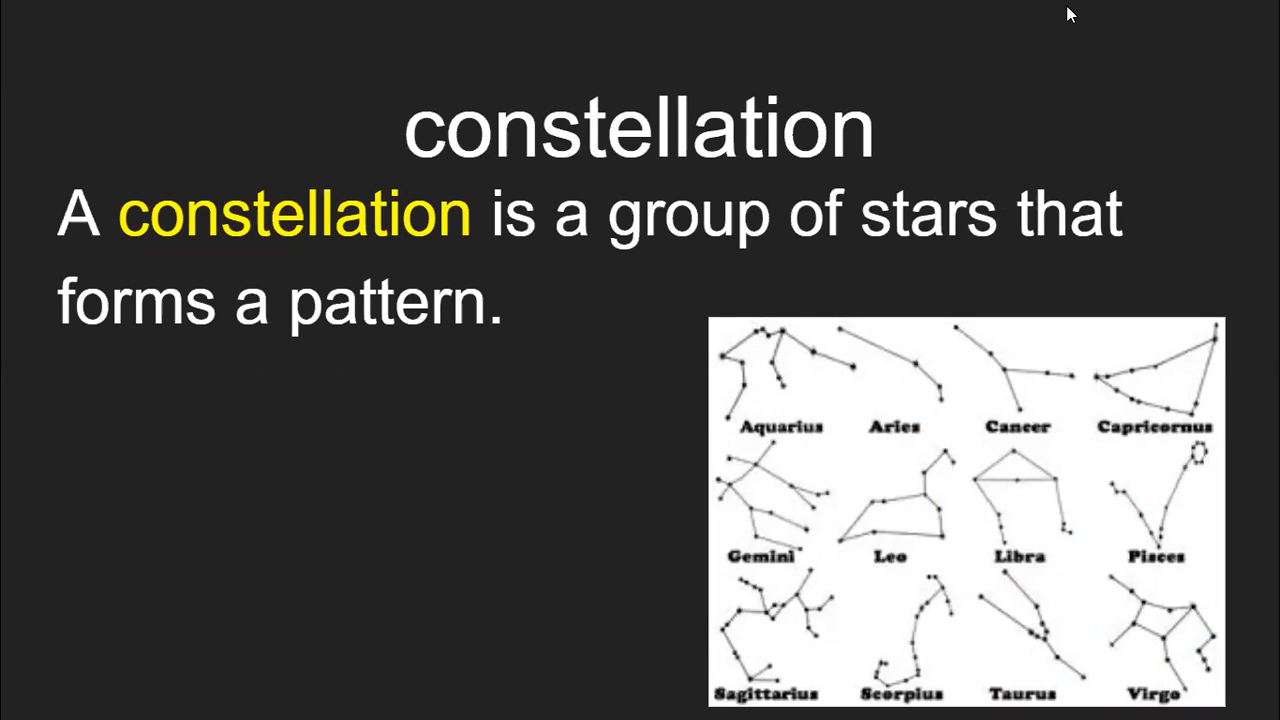 constellation
A constellation is a group of stars that
forms a pattern.
Aquarius Aries Cancer Capricornus
Gemini Leo Libra Pisces
Sagittarius Scorpius Taurus Virgo